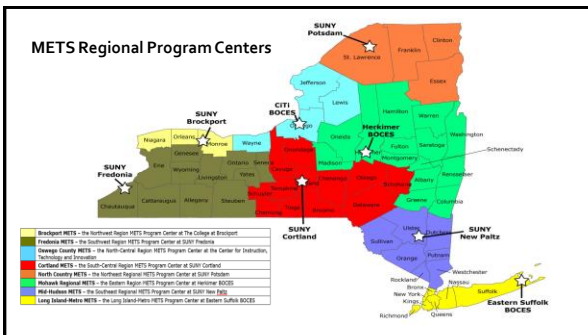 METS Regional Program Centers
SUNY
Potsdam
Clinton
Franklin
St. Lawrence
Essex
Jefferson
Lewis
SUNY
Brockport
CiTi
BOCES
Hamilton
Warren
Washington
Herkimer
BOCES
Oneida
Niagara
Orleans
Monroe
Wayne
Fulton
Saratoga
Madison
Montgomery
Schenectady
SUNY
Fredonia
Erie
Genesee
Wyoming
Livingston
Ontario
Yates
Seneca
Albany
Rensselaer
Chautauqua
Cattaraugus
Steuben
Chemung
Delaware
Greene
Columbia
SUNY
Cortland
Ulster
SUNY
New Paltz
Sullivan
Orange
Putnam
Westchester
Rockland
Bronx
New York
Kings
Queens
Richmond
Nassau
Suffolk
Eastern Suffolk
BOCES
Brockport METS – the Northwest Region METS Program Center at The College at Brockport
Fredonia METS – the Southwest Region METS Program Center at SUNY Fredonia
Oswego County METS – the North-Central Region METS Program Center at the Center for Instruction,
Technology and Innovation
Cortland METS – the South-Central Region METS Program Center at SUNY Cortland
North Country METS – the Northeast Regional METS Program Center at SUNY Potsdam
Mohawk Regional METS – the Eastern Region METS Program Center at Herkimer BOCES
Mid-Hudson METS – the Southeast Regional METS Program Center at SUNY New Paltz
Long Island-Metro METS – the Long Island-Metro METS Program Center at Eastern Suffolk BOCES